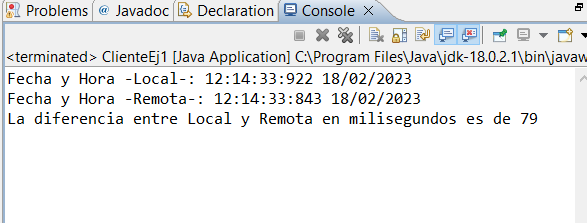 Problems @ Javadoc Declaration Console
<terminated> ClienteEj1 [Java Application] C:\Program Files\Java\jdk-18.0.2.1\bin\javaw
Fecha y Hora -Local-: 12:14:33:922 18/02/2023
Fecha y Hora -Remota-: 12:14:33:843 18/02/2023
La diferencia entre Local y Remota en milisegundos es de 79